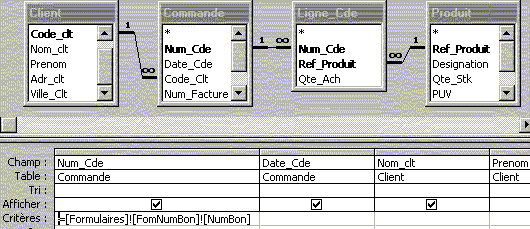 Client Commande Ligne_Cde Produit
Code_clt
Nom_clt
Prenom
Adr_clt
Ville_Clt
1
∞
*
Num_Cde
Date_Cde
Code_Clt
Num_Facture
1
∞
*
Num_Cde
Ref_Produit
Qte_Ach
∞
1
*
Ref_Produit
Designation
Qte_Stk
PUV
Champ : Num_Cde Date_Cde Nom_clt Prenom
Table : Commande Commande Client Client
Tri :
Afficher :
Critères : =[Formulaires]![FomNumBon]![NumBon]